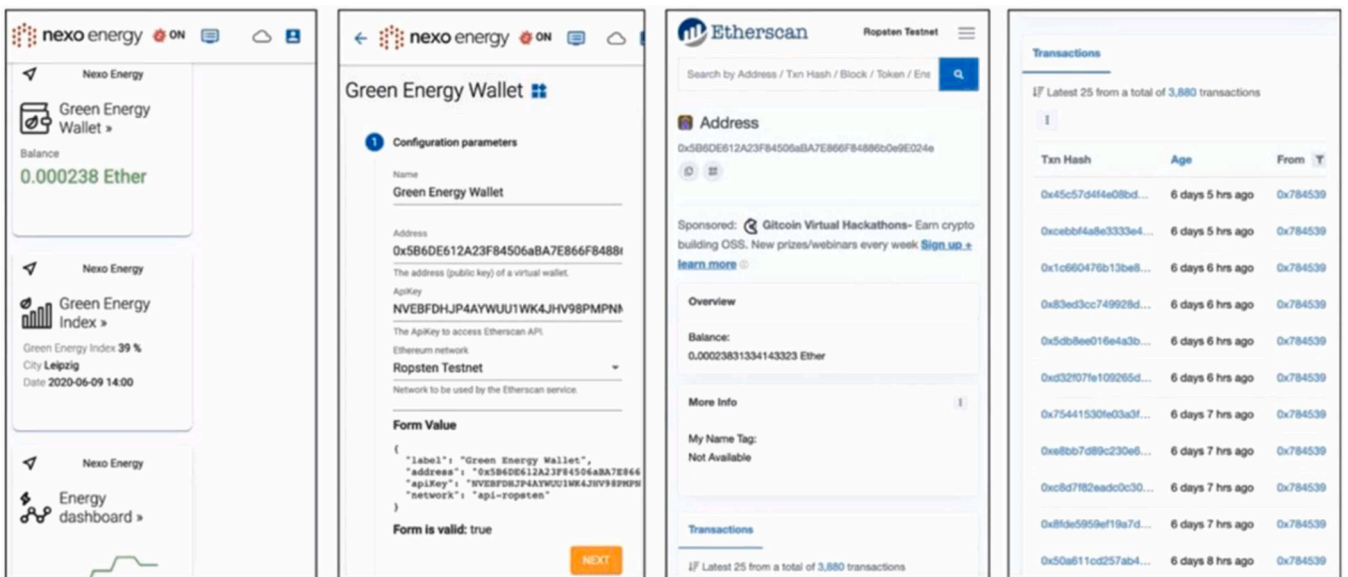 nexo energy ON
Nexo Energy
Green Energy
Wallet »
Balance
0.000238 Ether
Nexo Energy
Green Energy
Index »
Green Energy Index 39 %
City Leipzig
Date 2020-06-09 14:00
Nexo Energy
Energy
dashboard »
nexo energy ON
Green Energy Wallet
1 Configuration parameters
Name
Green Energy Wallet
Address
0x5B6DE612A23F84506aBA7E866F8488
The address (public key) of a virtual wallet.
ApiKey
NVEBFDHJP4AYWUU1WK4JHV98PMPNM
The ApiKey to access Etherscan API.
Ethereum network
Ropsten Testnet
Network to be used by the Etherscan service.
Form Value
{
"label": "Green Energy Wallet",
"address": "0x5B6DE612A23F84506aBA7E866
"apiKey": "NVEBFDHJP4AYWUU1WK4JHV98PMPN
"network": "api-ropsten"
}
Form is valid: true
NEXT
Etherscan
Ropsten Testnet
Search by Address / Txn Hash / Block / Token / Ens
Address
0x5B6DE612A23F84506aBA7E866F84886b0e9E024e
Sponsored: Gitcoin Virtual Hackathons- Earn crypto
building OSS. New prizes/webinars every week Sign up +
learn more
Overview
Balance:
0.00023831334143323 Ether
More Info
My Name Tag:
Not Available
Transactions
Latest 25 from a total of 3,880 transactions
Transactions
Latest 25 from a total of 3,880 transactions
Txn Hash Age From
0x45c57d4f4e08bd... 6 days 5 hrs ago 0x784539
0xcebbf4a8e3333e4... 6 days 5 hrs ago 0x784539
0x1c660476b13be8... 6 days 6 hrs ago 0x784539
0x83ed3cc749928d... 6 days 6 hrs ago 0x784539
0x5db8ee016e4a3b... 6 days 6 hrs ago 0x784539
0xd32f07fe109265d... 6 days 6 hrs ago 0x784539
0x75441530fe03a3f... 6 days 7 hrs ago 0x784539
0xe8bb7d89c230e6... 6 days 7 hrs ago 0x784539
0xc8d7f82eadc0c30... 6 days 7 hrs ago 0x784539
0x8fde5959ef19a7d... 6 days 7 hrs ago 0x784539
0x50a611cd257ab4... 6 days 8 hrs ago 0x784539